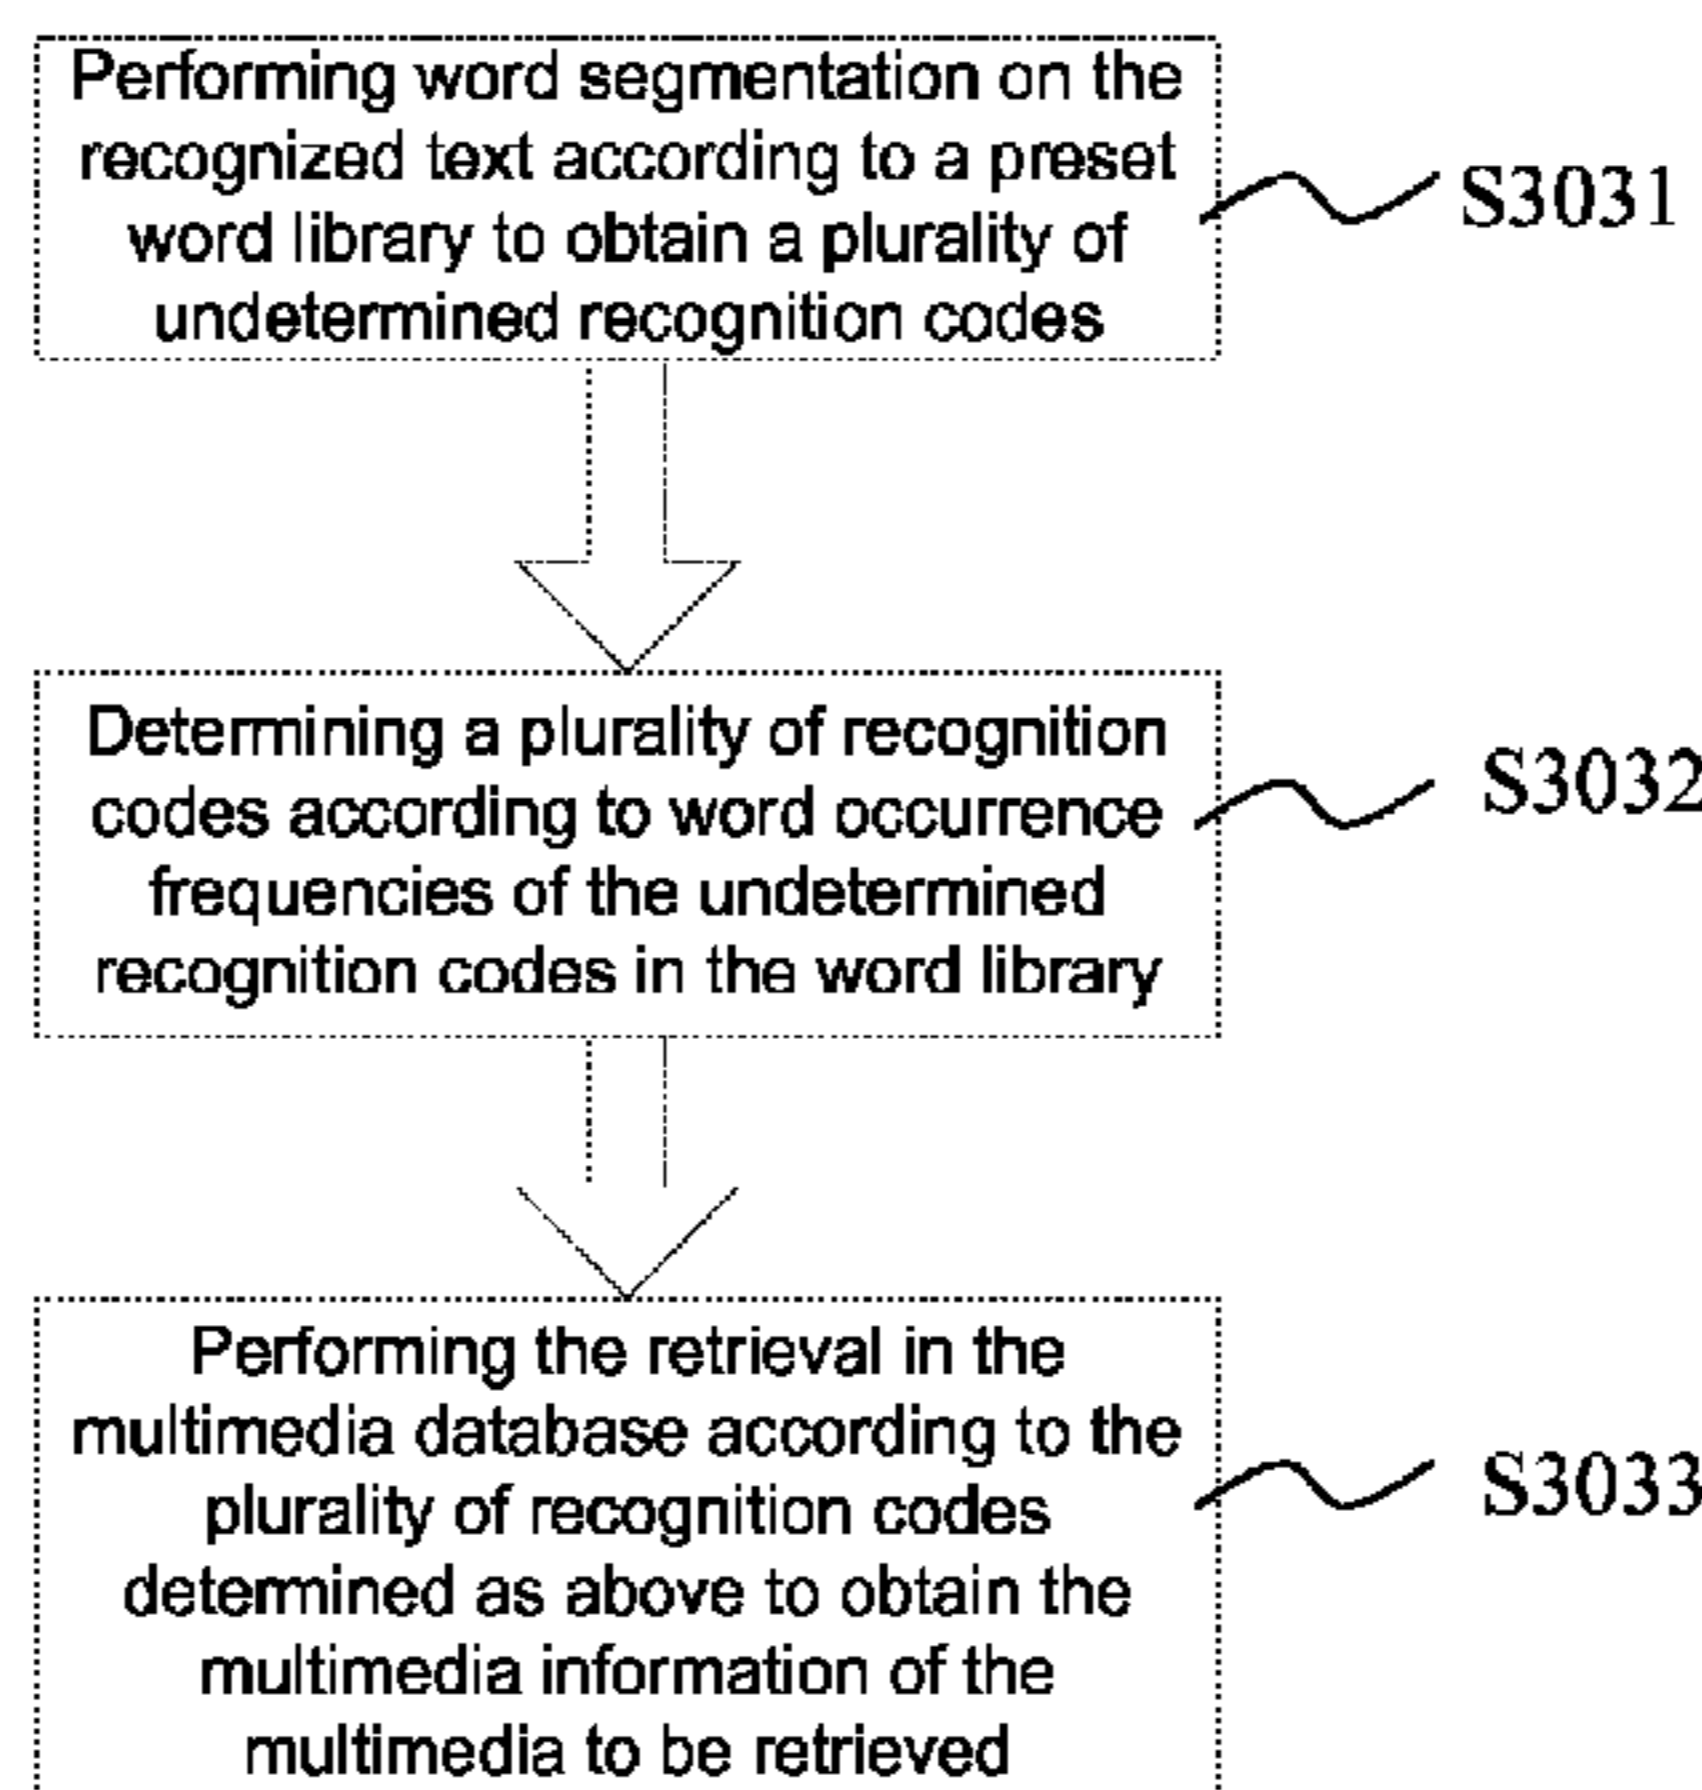 Performing word segmentation on the
recognized text according to a preset
word library to obtain a plurality of
undetermined recognition codes
S3031
Determining a plurality of recognition
codes according to word occurrence
frequencies of the undetermined
recognition codes in the word library
S3032
Performing the retrieval in the
multimedia database according to the
plurality of recognition codes
determined as above to obtain the
multimedia information of the
multimedia to be retrieved
S3033